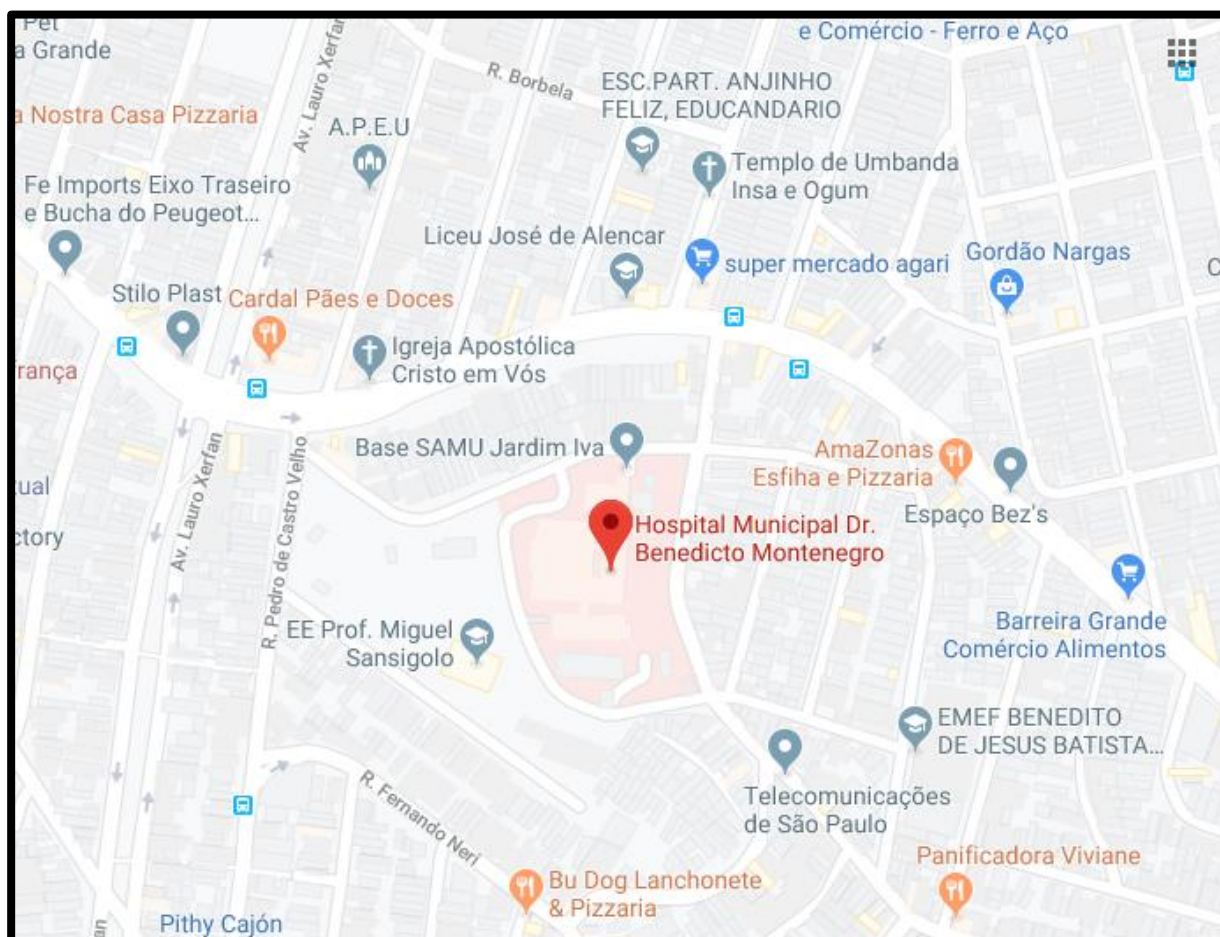 Pet
a Grande
e Comércio - Ferro e Aço
Av. Lauro Xerfan
R. Borbela
ESC.PART. ANJINHO
FELIZ, EDUCANDARIO
a Nostra Casa Pizzaria
A.P.E.U
Templo de Umbanda
Insa e Ogum
Fe Imports Eixo Traseiro
e Bucha do Peugeot...
Liceu José de Alencar
super mercado agari
Gordão Nargas
C
Stilo Plast
Cardal Pães e Doces
Igreja Apostólica
Cristo em Vós
rança
Base SAMU Jardim Iva
AmaZonas
Esfiha e Pizzaria
tual
ctory
Av. Lauro Xerfan
R. Pedro de Castro Velho
Espaço Bez's
Hospital Municipal Dr.
Benedicto Montenegro
EE Prof. Miguel
Sansigolo
Barreira Grande
Comércio Alimentos
EMEF BENEDITO
DE JESUS BATISTA...
R. Fernando Neri
Telecomunicações
de São Paulo
Panificadora Viviane
Bu Dog Lanchonete
& Pizzaria
Pithy Cajón
an